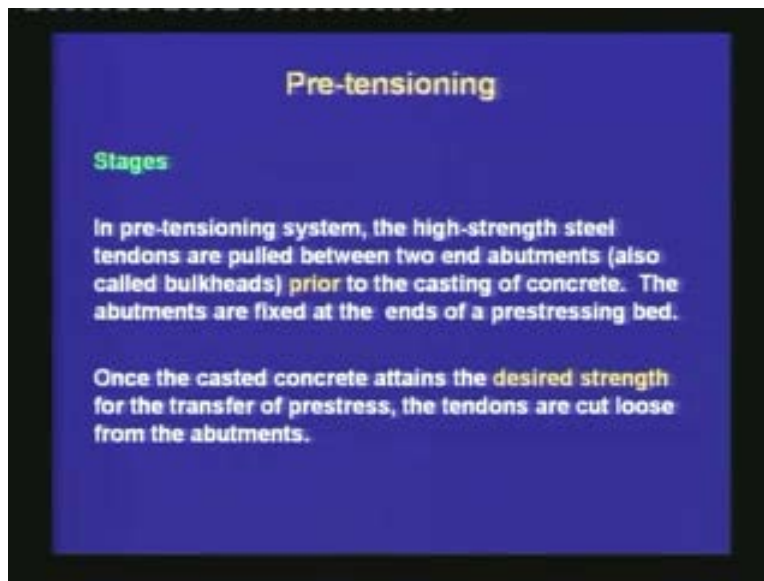 Pre-tensioning
Stages
In pre-tensioning system, the high-strength steel
tendons are pulled between two end abutments (also
called bulkheads) prior to the casting of concrete. The
abutments are fixed at the ends of a prestressing bed.
Once the casted concrete attains the desired strength
for the transfer of prestress, the tendons are cut loose
from the abutments.